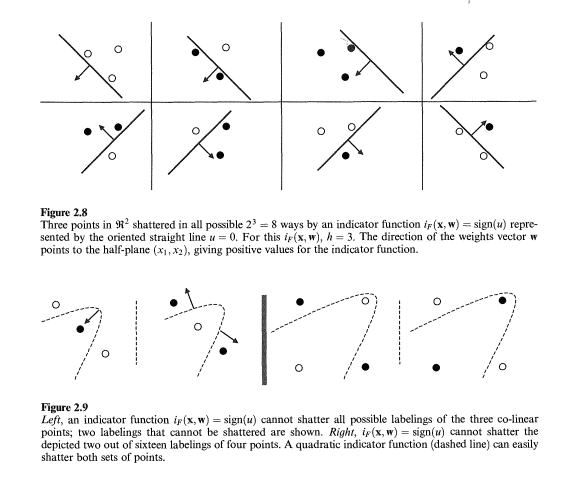 Figure 2.8
Three points in ℜ² shattered in all possible 2³ = 8 ways by an indicator function i_F(x, w) = sign(u) repre-
sented by the oriented straight line u = 0. For this i_F(x, w), h = 3. The direction of the weights vector w
points to the half-plane (x₁, x₂), giving positive values for the indicator function.
Figure 2.9
Left, an indicator function i_F(x, w) = sign(u) cannot shatter all possible labelings of the three co-linear
points; two labelings that cannot be shattered are shown. Right, i_F(x, w) = sign(u) cannot shatter the
depicted two out of sixteen labelings of four points. A quadratic indicator function (dashed line) can easily
shatter both sets of points.